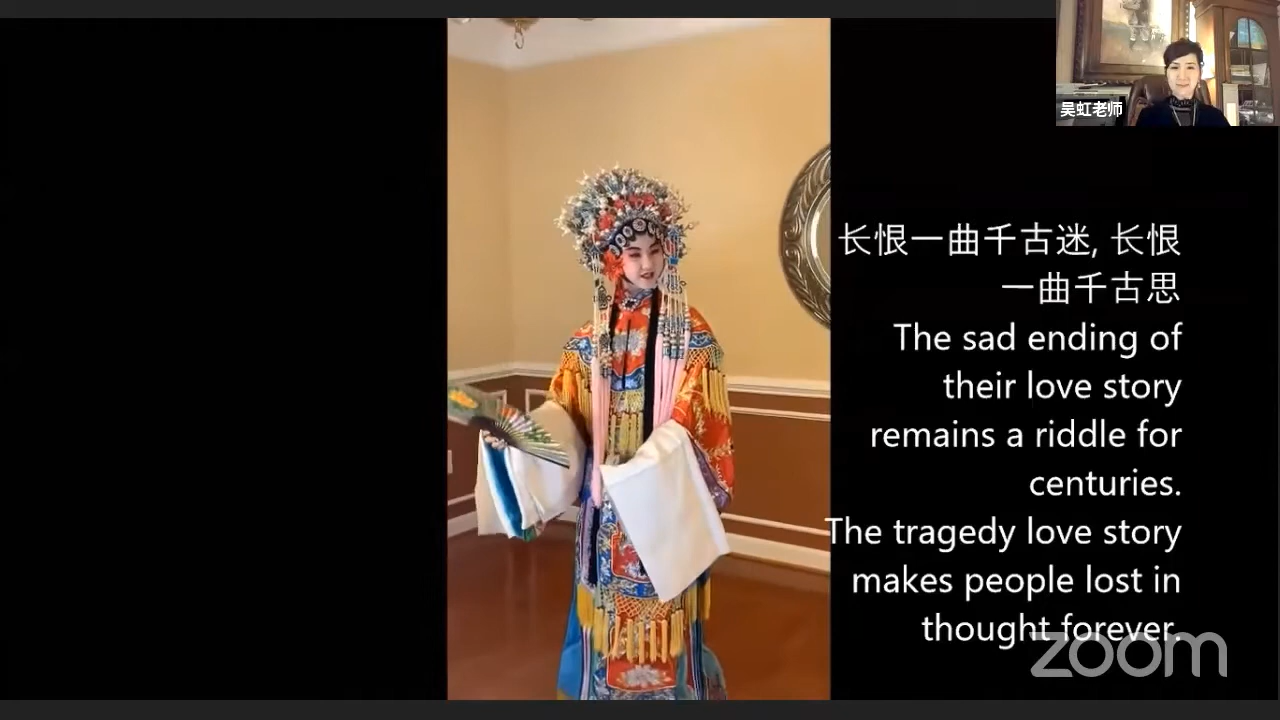 吴虹老师
长恨一曲千古迷, 长恨
一曲千古思
The sad ending of
their love story
remains a riddle for
centuries.
The tragedy love story
makes people lost in
thought forever.
zoom